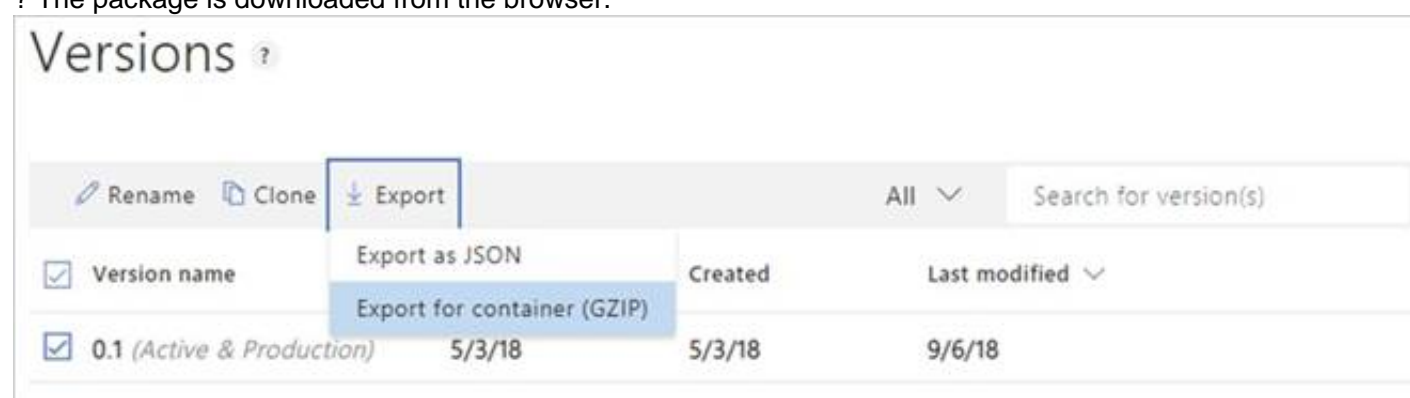 ? The package is downloaded from the browser.
Versions ?
Rename Clone Export All Search for version(s)
Export as JSON
Version name Created Last modified
Export for container (GZIP)
0.1 (Active & Production) 5/3/18 5/3/18 9/6/18